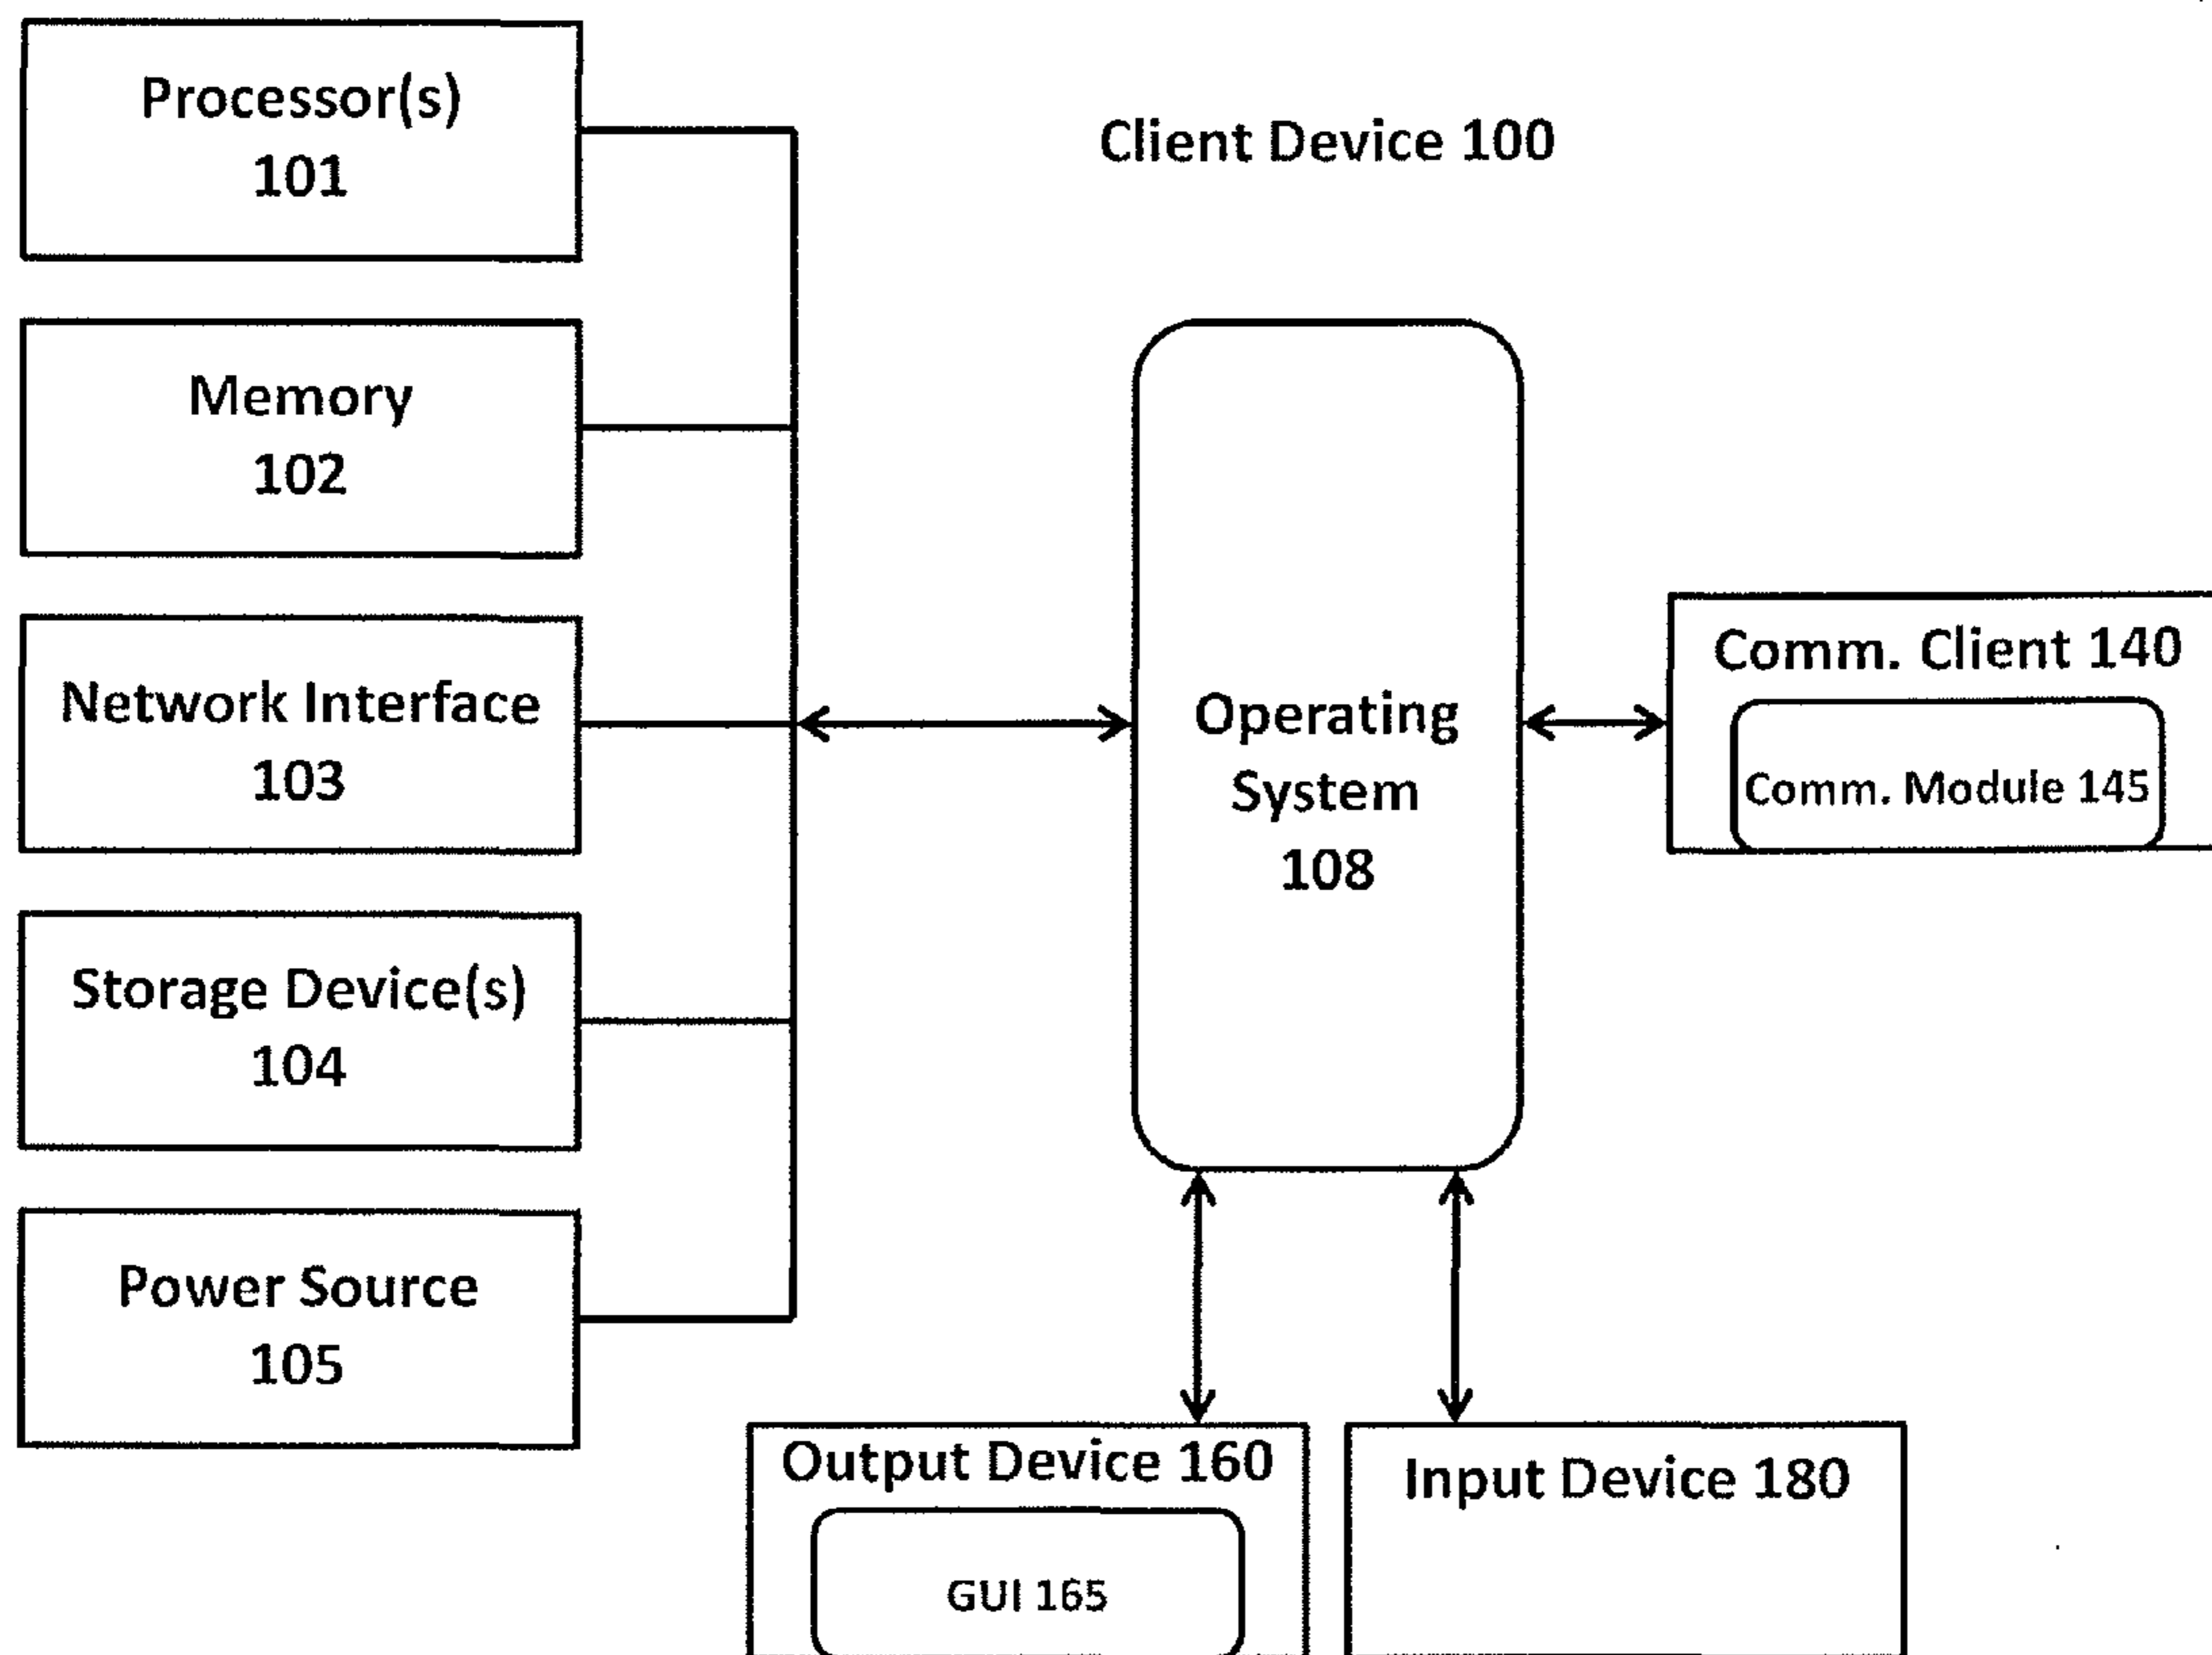 Processor(s)
101
Client Device 100
Memory
102
Network Interface
103
Operating
System
108
Comm. Client 140
Comm. Module 145
Storage Device(s)
104
Power Source
105
Output Device 160
GUI 165
Input Device 180